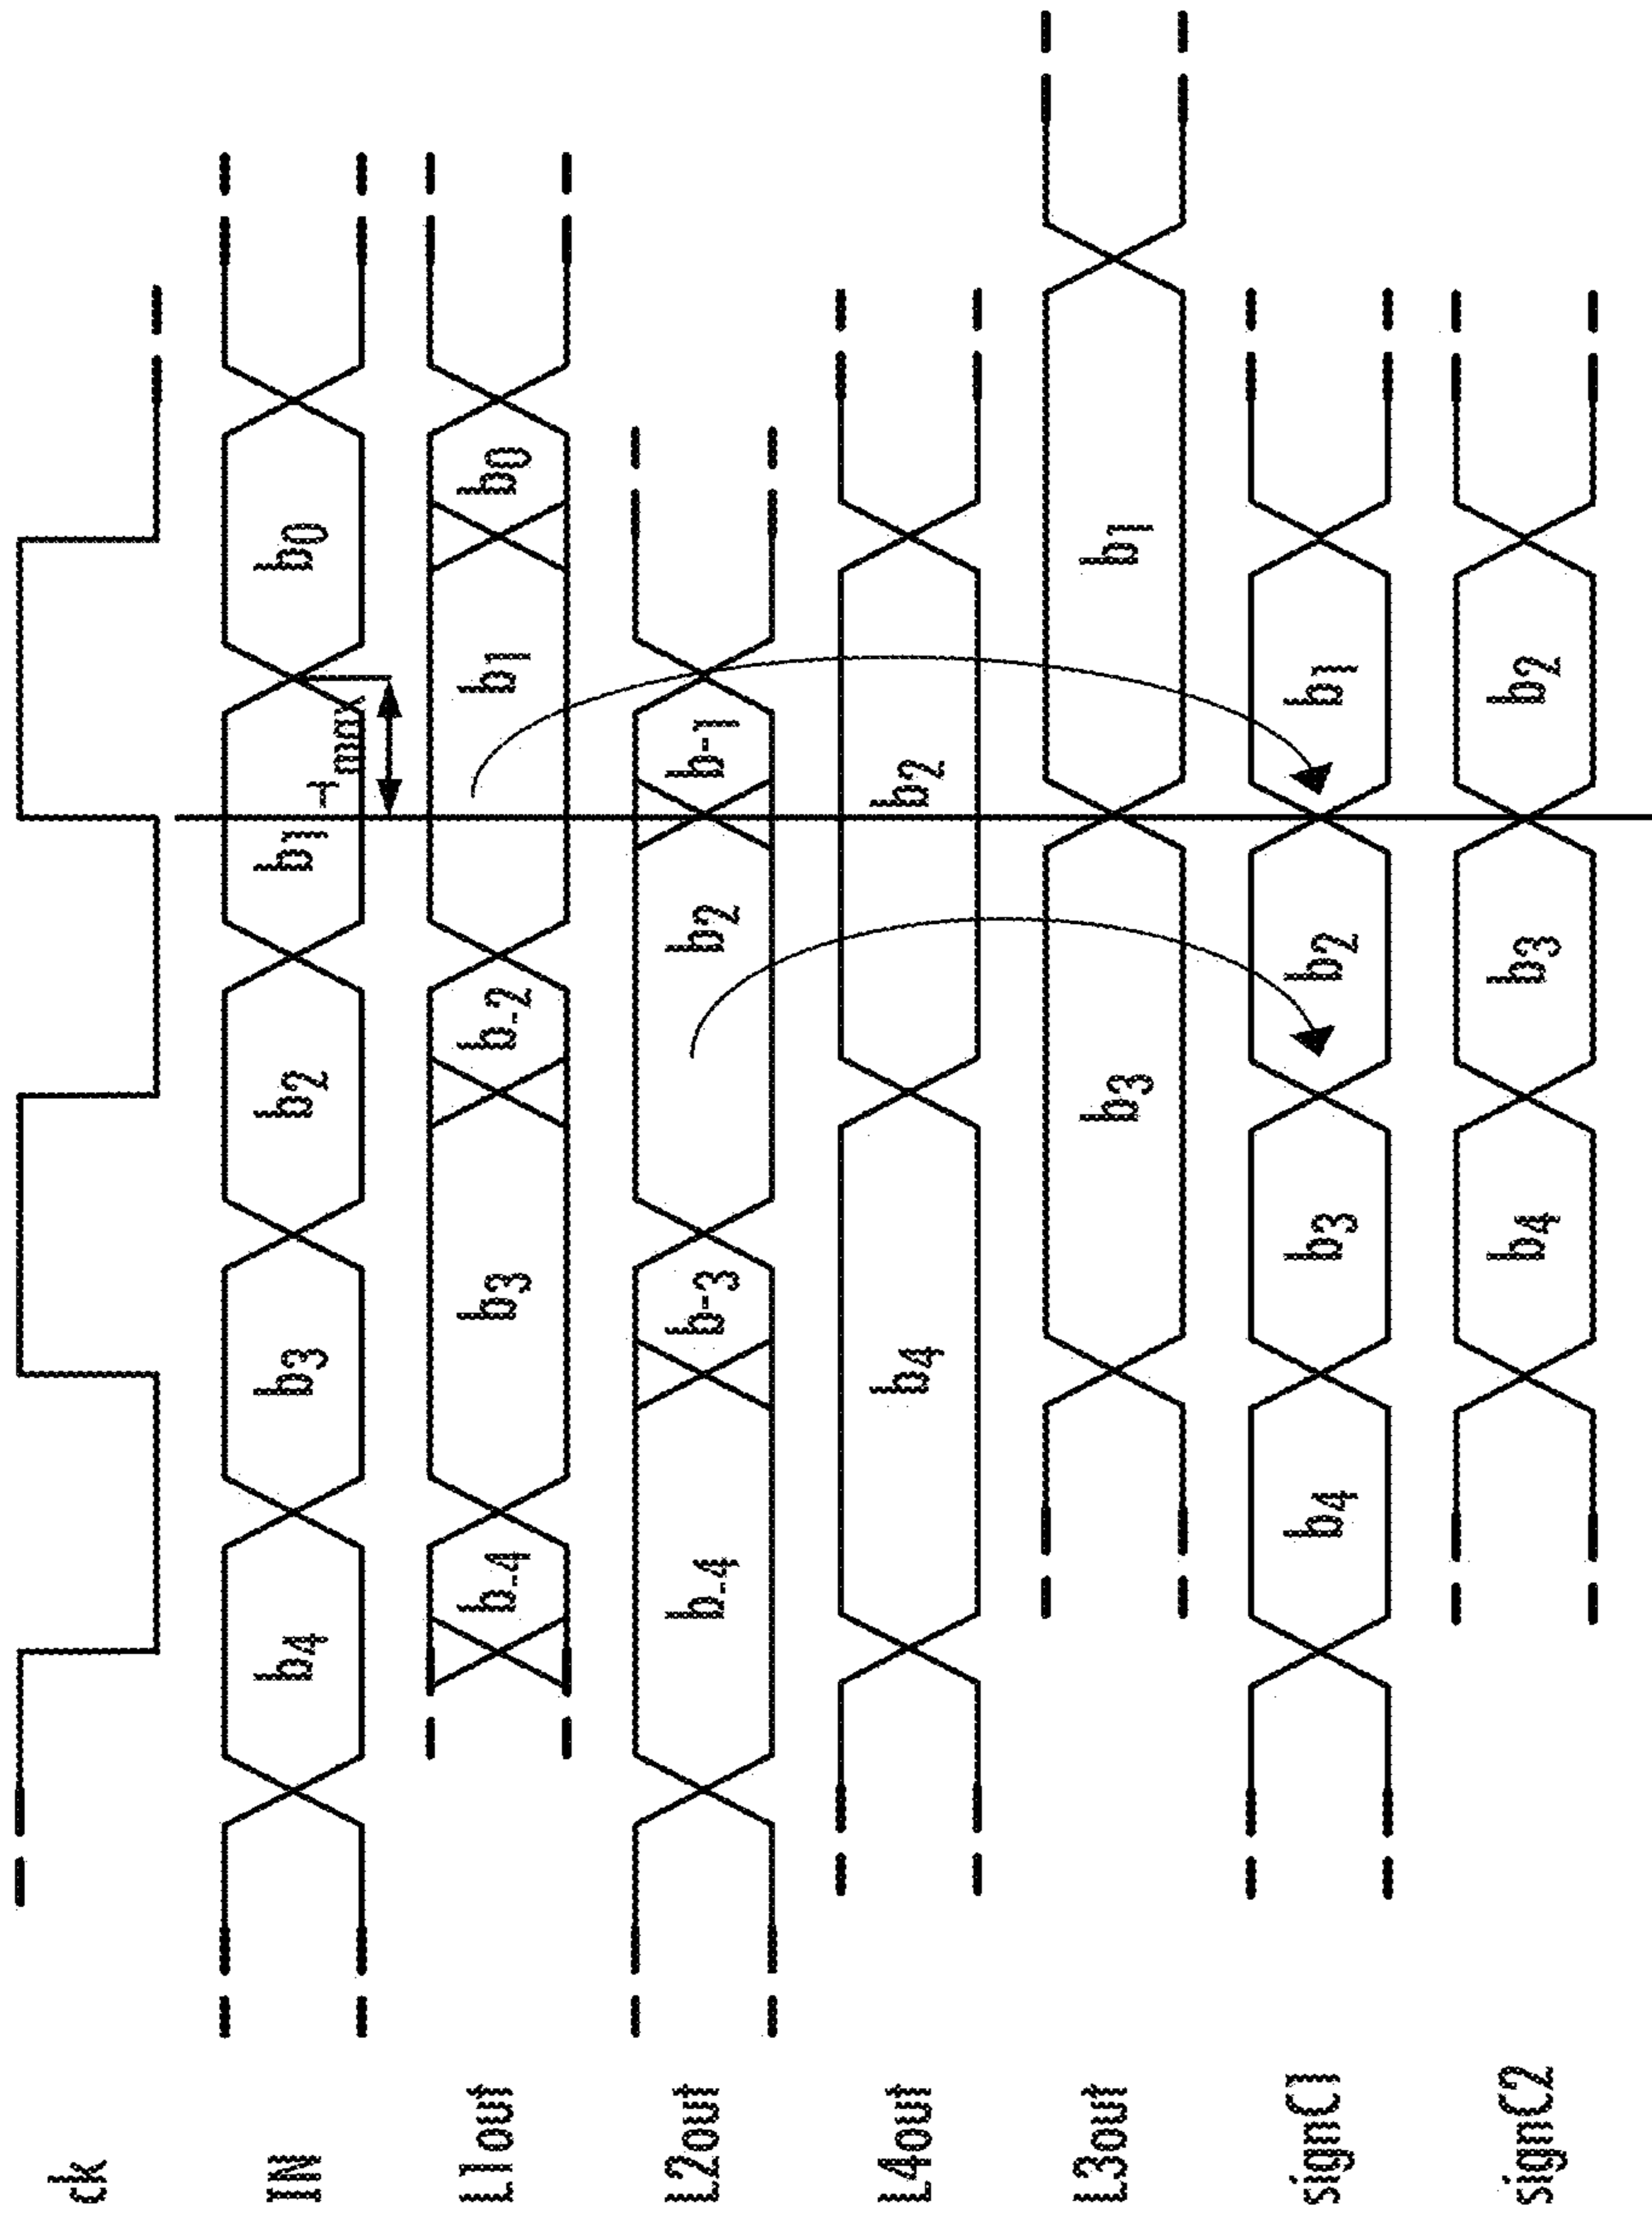 ck
IN b4 b3 b2 b1 Tmax b0
L1out b-4 b3 b-2 b1 b0
L2out b-4 b-3 b2 b-1
L4out b4 b2
L3out b3 b1
signC1 b4 b3 b2 b1
signC2 b4 b3 b2